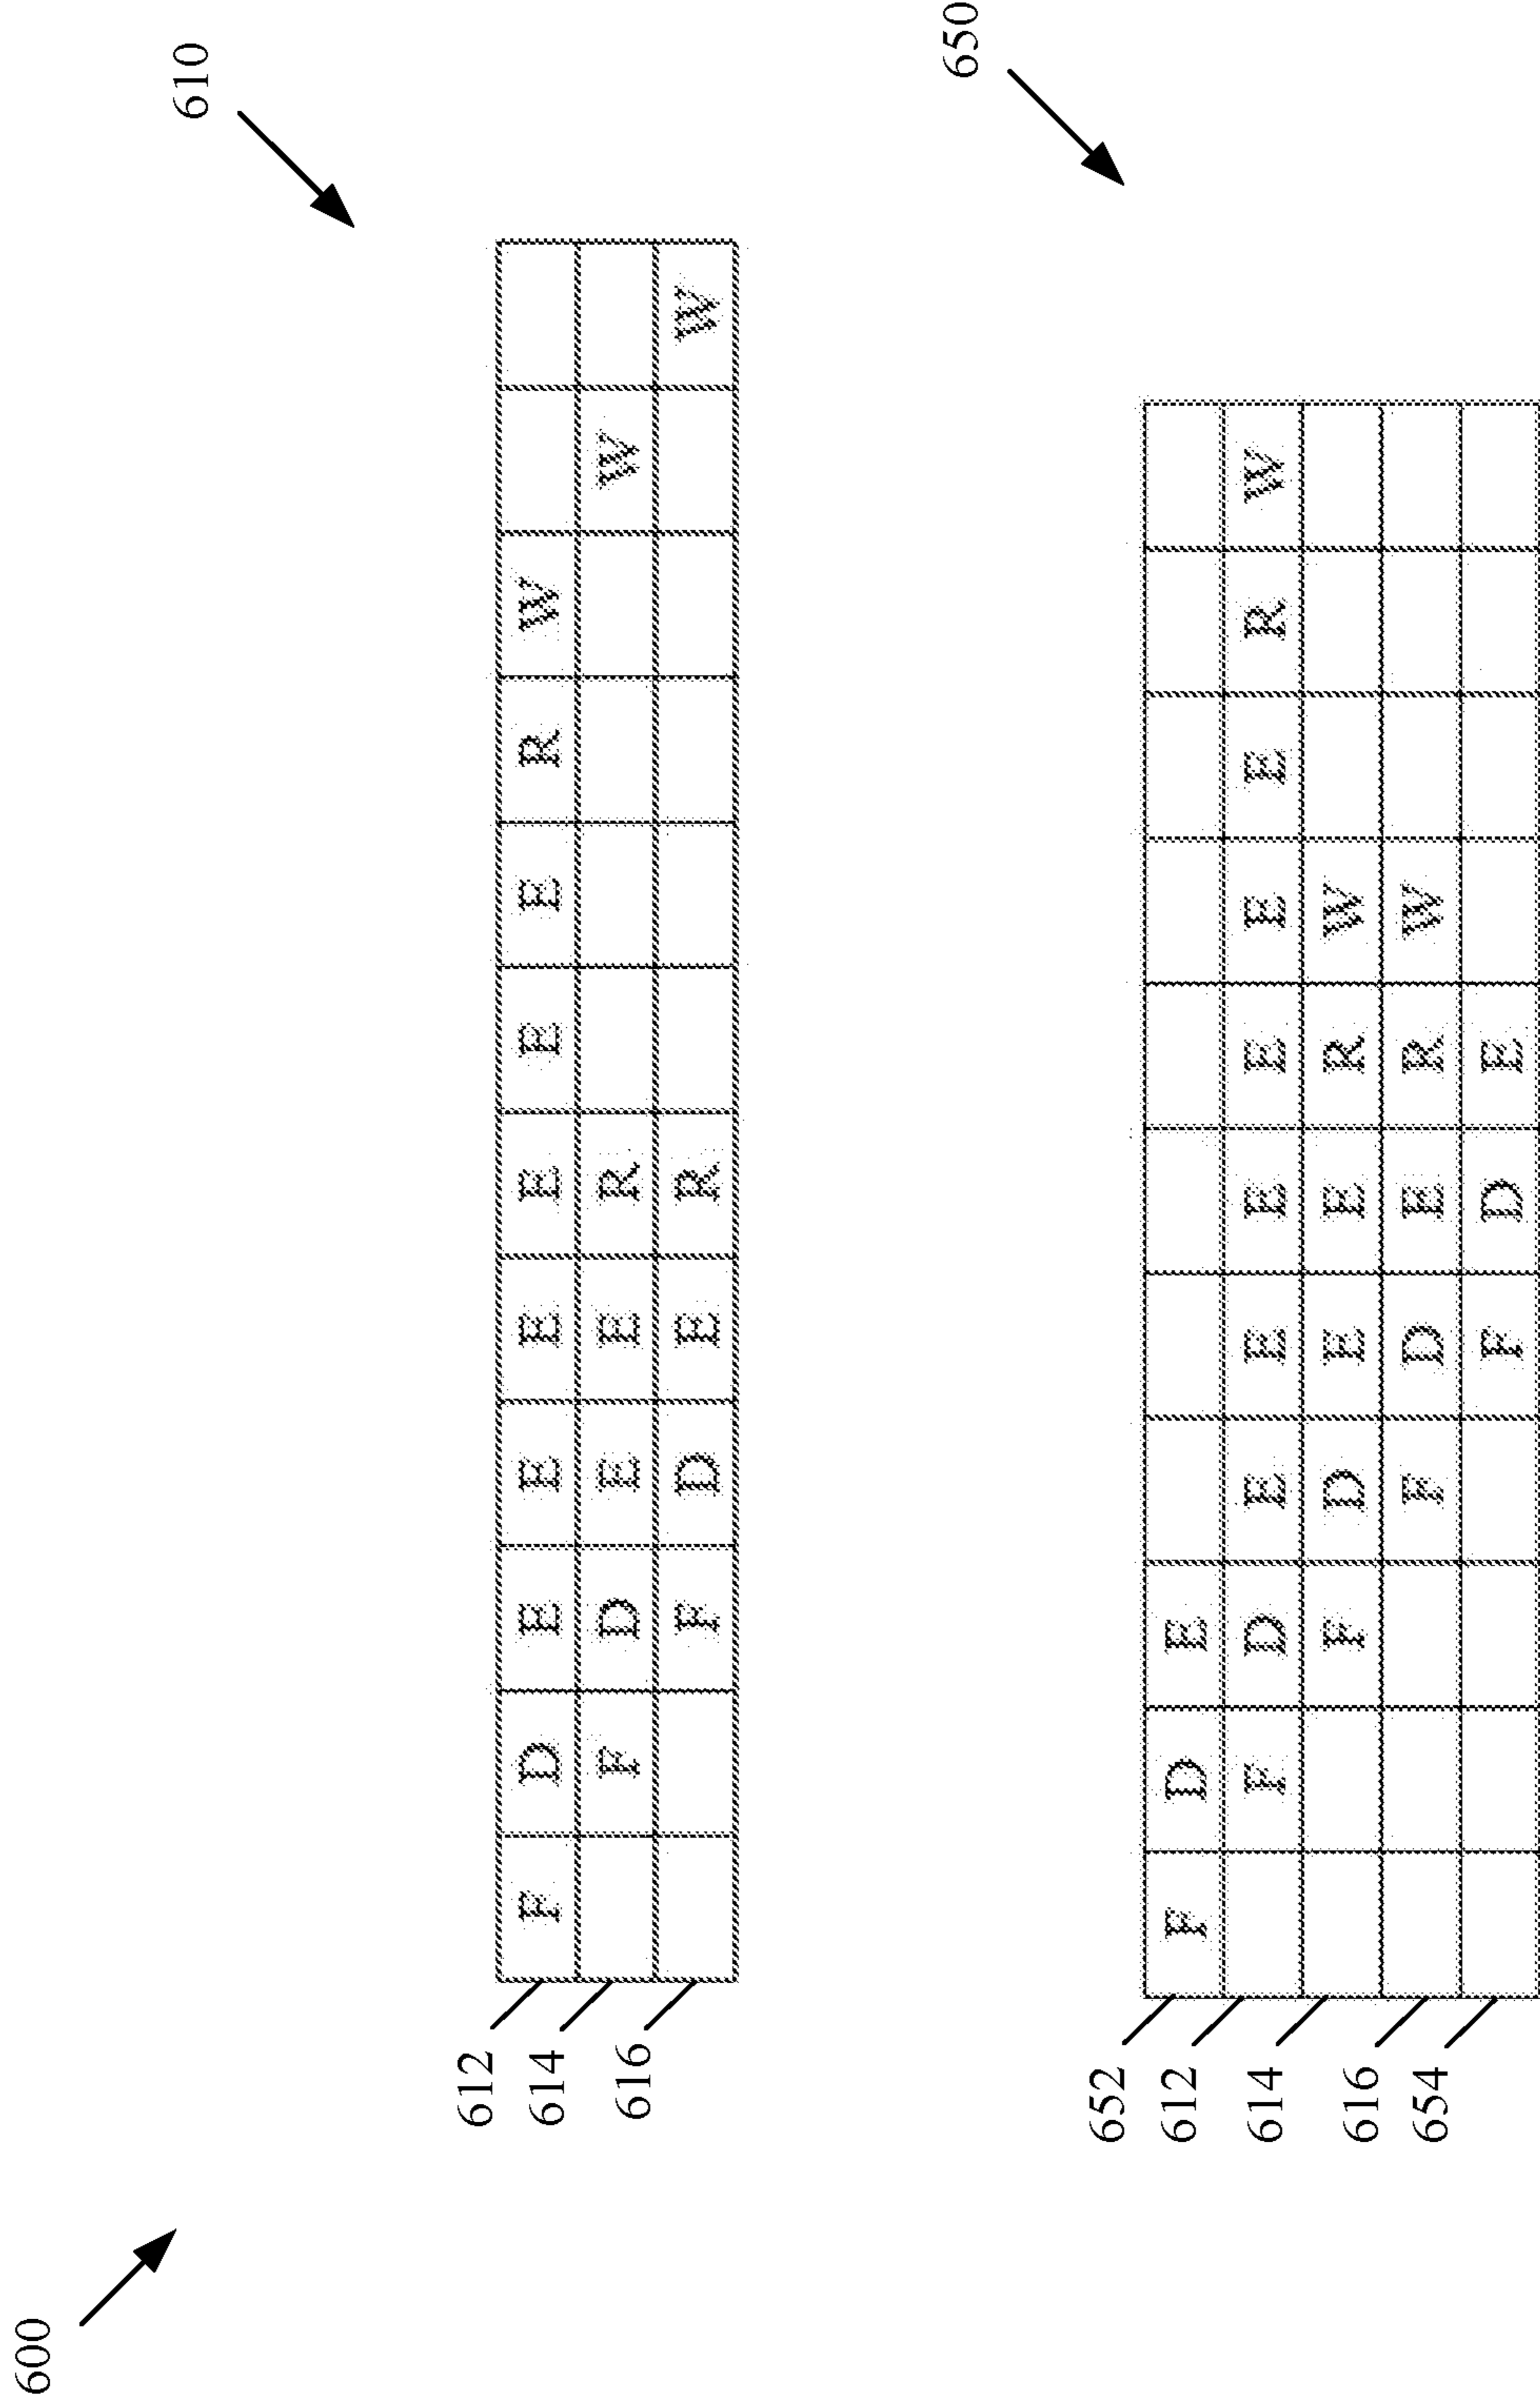 600
610
612 F D E E E E E E R W
614 F D E E R W
616 F D E R W
650
652 F D E
612 F D E E E E E E R W
614 F D E E R W
616 F D E R W
654 F D E